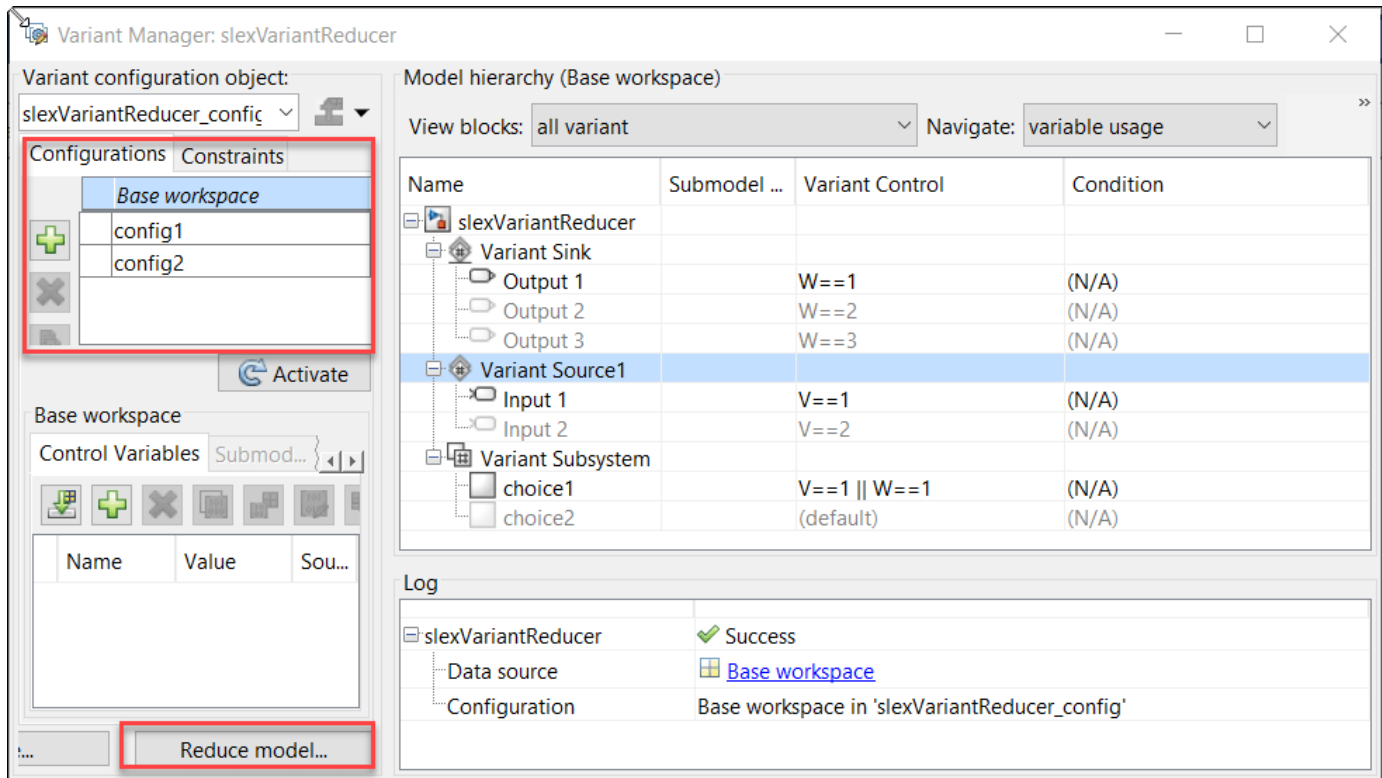 Variant Manager: slexVariantReducer
Variant configuration object:
slexVariantReducer_config
Configurations Constraints
Base workspace
config1
config2
Activate
Base workspace
Control Variables Submod...
Name Value Sou...
...
Reduce model...
Model hierarchy (Base workspace)
»
View blocks: all variant Navigate: variable usage
Name Submodel ... Variant Control Condition
slexVariantReducer
Variant Sink
Output 1 W==1 (N/A)
Output 2 W==2 (N/A)
Output 3 W==3 (N/A)
Variant Source1
Input 1 V==1 (N/A)
Input 2 V==2 (N/A)
Variant Subsystem
choice1 V==1 || W==1 (N/A)
choice2 (default) (N/A)
Log
slexVariantReducer Success
Data source Base workspace
Configuration Base workspace in 'slexVariantReducer_config'